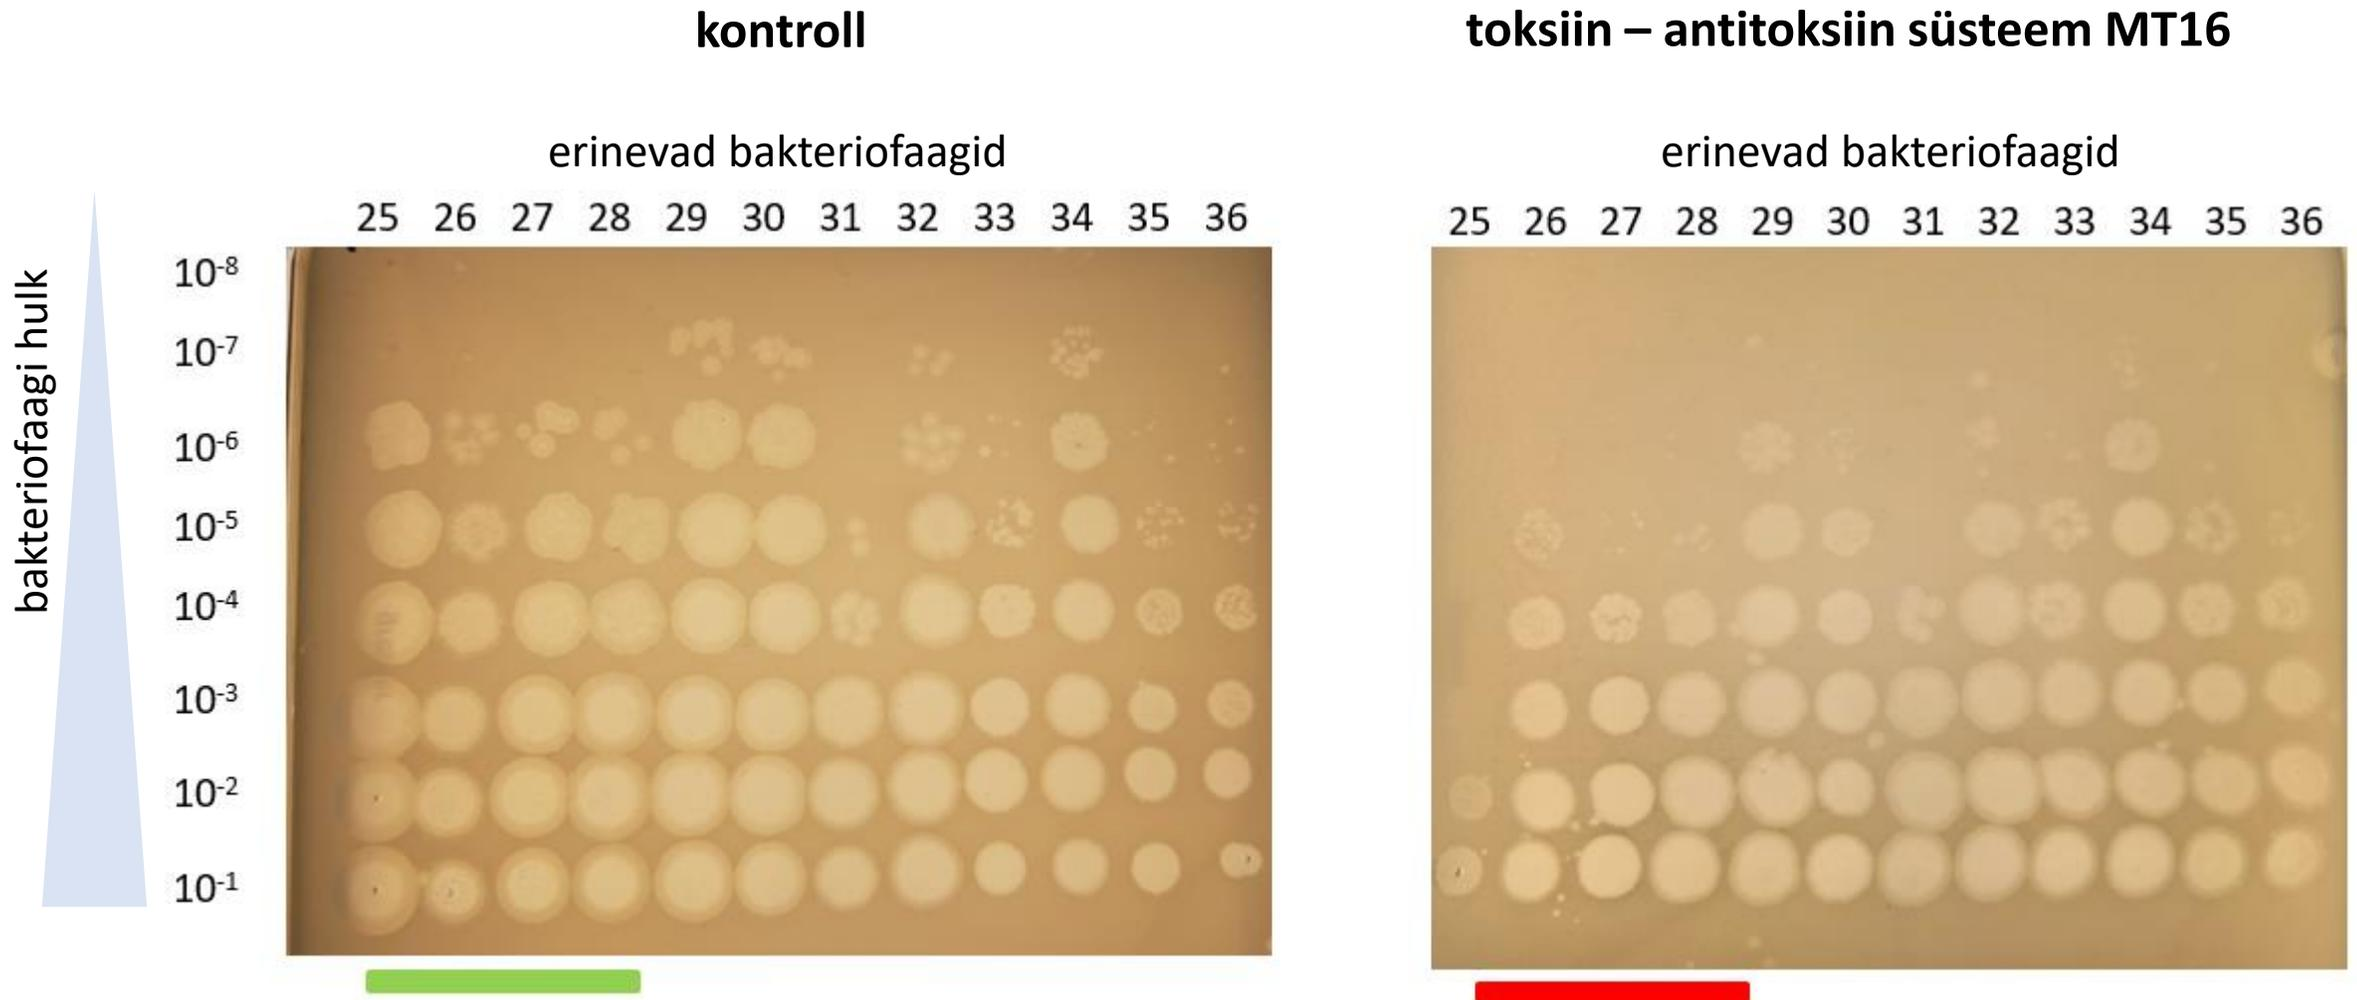 kontroll
toksiin – antitoksiin süsteem MT16
erinevad bakteriofaagid
erinevad bakteriofaagid
25 26 27 28 29 30 31 32 33 34 35 36
25 26 27 28 29 30 31 32 33 34 35 36
bakteriofaagi hulk
10⁻⁸
10⁻⁷
10⁻⁶
10⁻⁵
10⁻⁴
10⁻³
10⁻²
10⁻¹